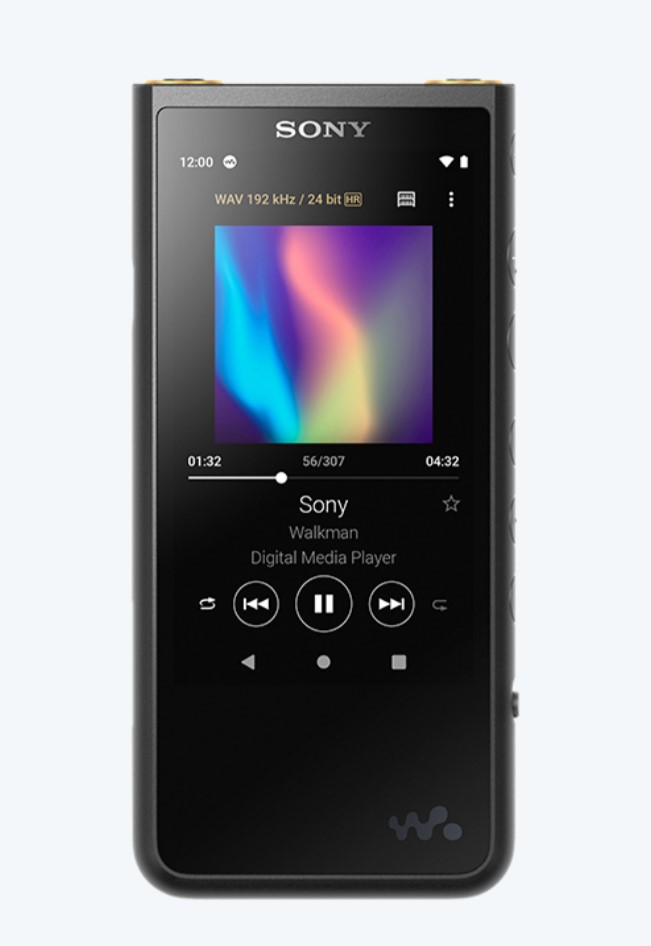 SONY
12:00
WAV 192 kHz / 24 bit HR
01:32 56/307 04:32
Sony
Walkman
Digital Media Player